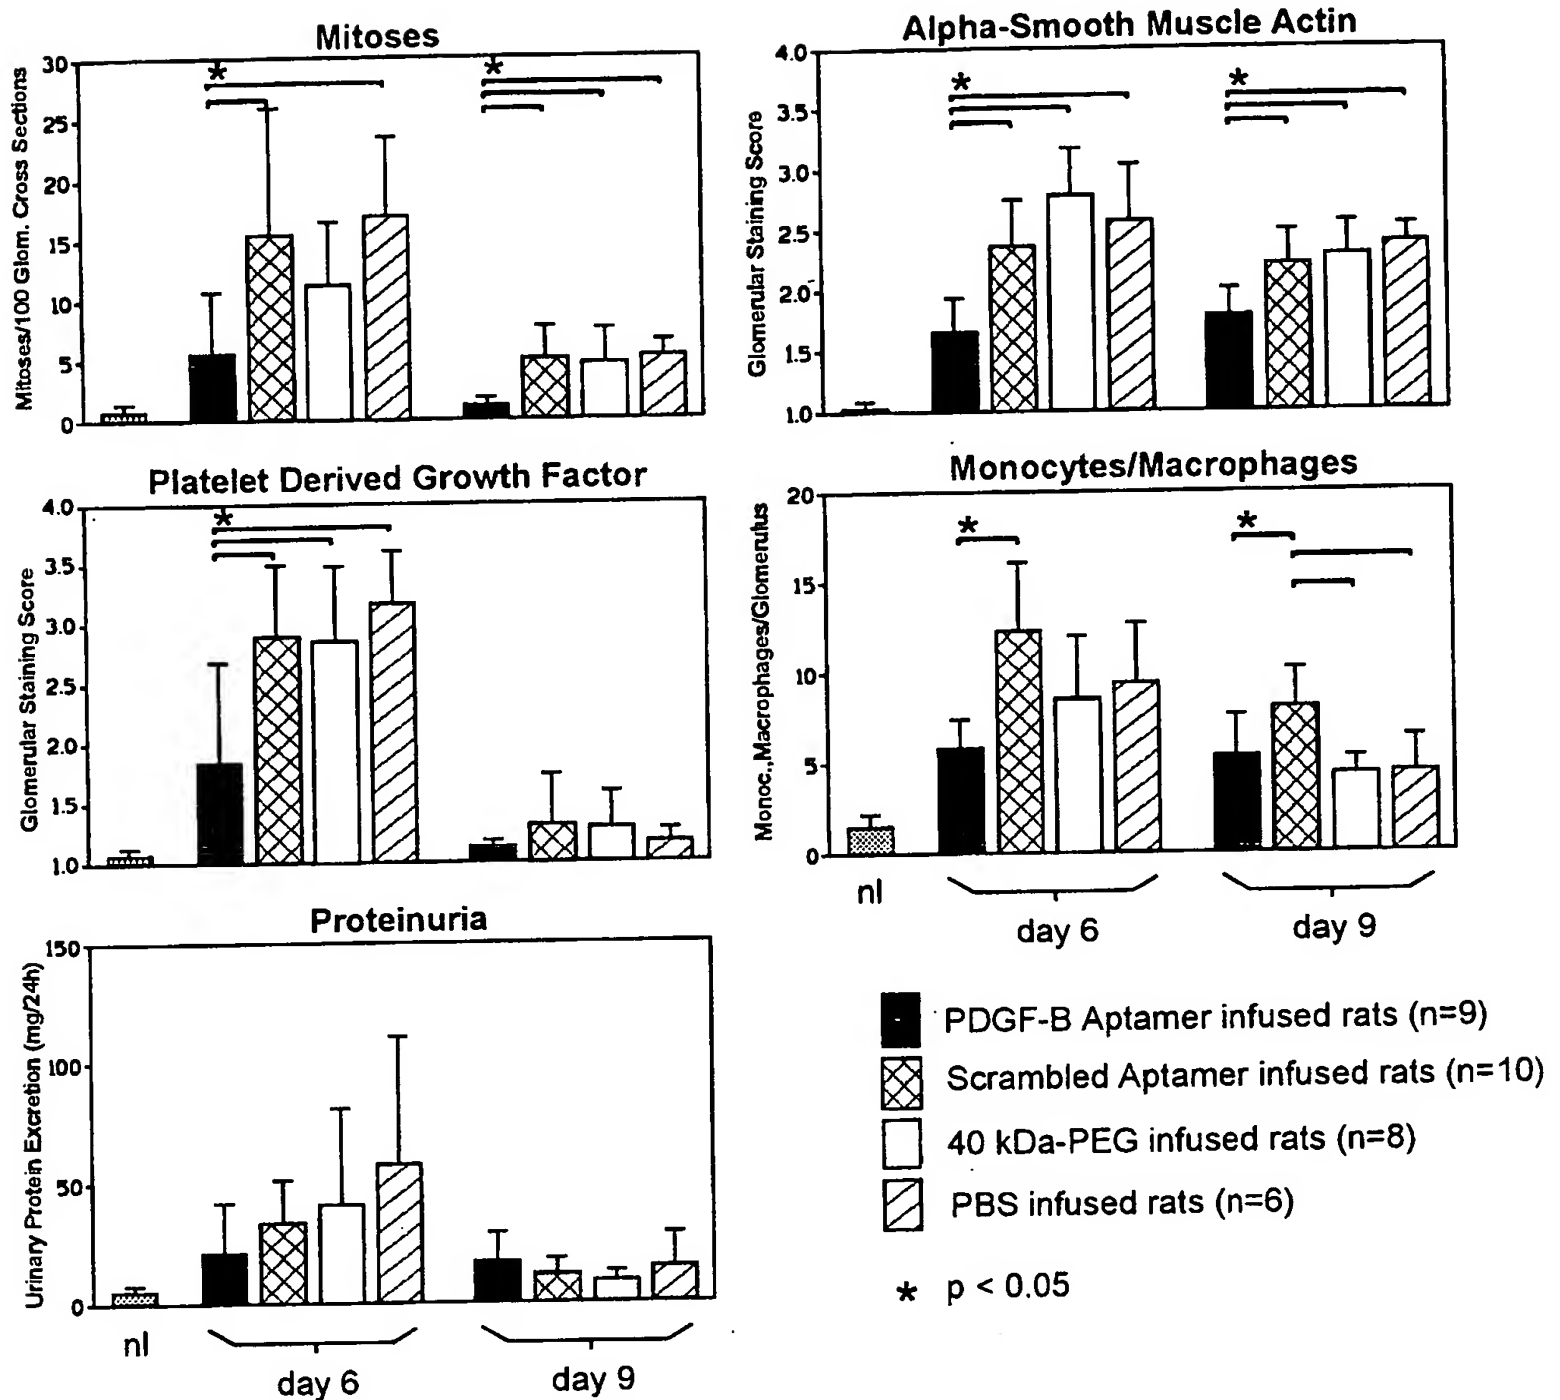 Mitoses
Mitoses/100 Glom. Cross Sections
30
25
20
15
10
5
0
*
*
Alpha-Smooth Muscle Actin
Glomerular Staining Score
4.0
3.5
3.0
2.5
2.0
1.5
1.0
*
*
Platelet Derived Growth Factor
Glomerular Staining Score
4.0
3.5
3.0
2.5
2.0
1.5
1.0
*
Monocytes/Macrophages
Monoc.,Macrophages/Glomerulus
20
15
10
5
0
*
*
nl
day 6
day 9
Proteinuria
Urinary Protein Excretion (mg/24h)
150
100
50
0
nl
day 6
day 9
PDGF-B Aptamer infused rats (n=9)
Scrambled Aptamer infused rats (n=10)
40 kDa-PEG infused rats (n=8)
PBS infused rats (n=6)
* p < 0.05